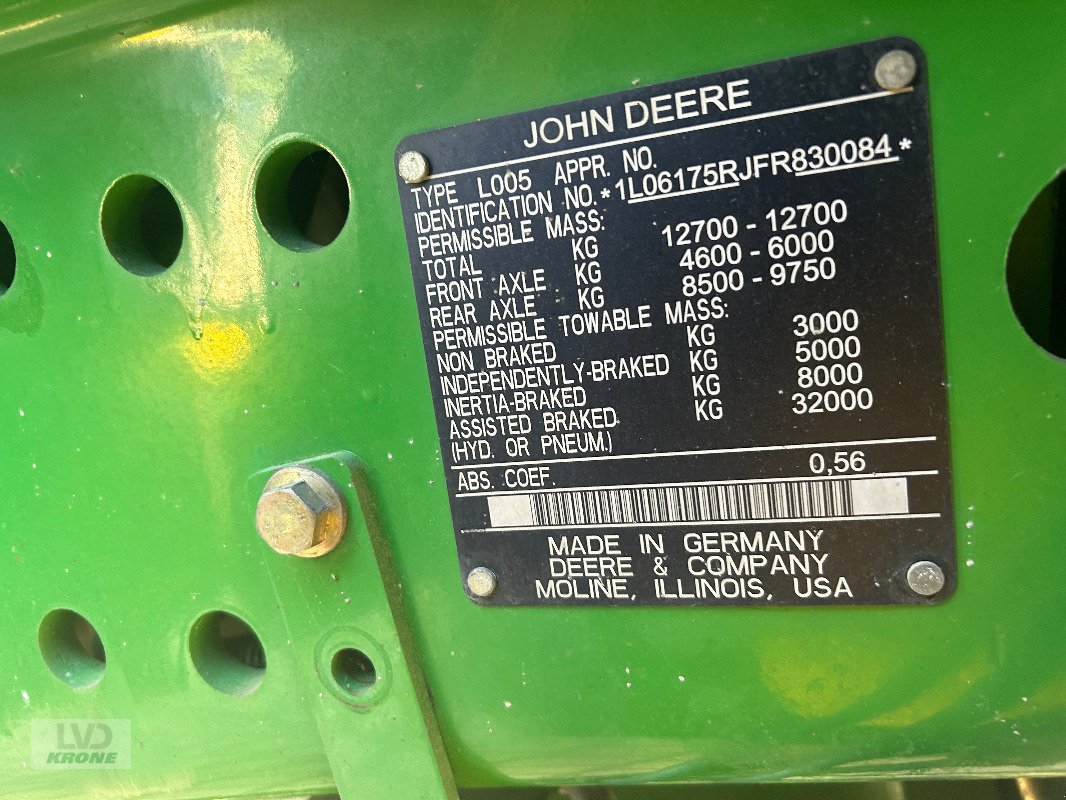 JOHN DEERE
TYPE L005 APPR. NO.
IDENTIFICATION NO. *1L06175RJFR830084*
PERMISSIBLE MASS:
TOTAL KG 12700 - 12700
FRONT AXLE KG 4600 - 6000
REAR AXLE KG 8500 - 9750
PERMISSIBLE TOWABLE MASS:
NON BRAKED KG 3000
INDEPENDENTLY-BRAKED KG 5000
INERTIA-BRAKED KG 8000
ASSISTED BRAKED KG 32000
(HYD. OR PNEUM.)
ABS. COEF. 0,56
MADE IN GERMANY
DEERE & COMPANY
MOLINE, ILLINOIS, USA
LVD
KRONE